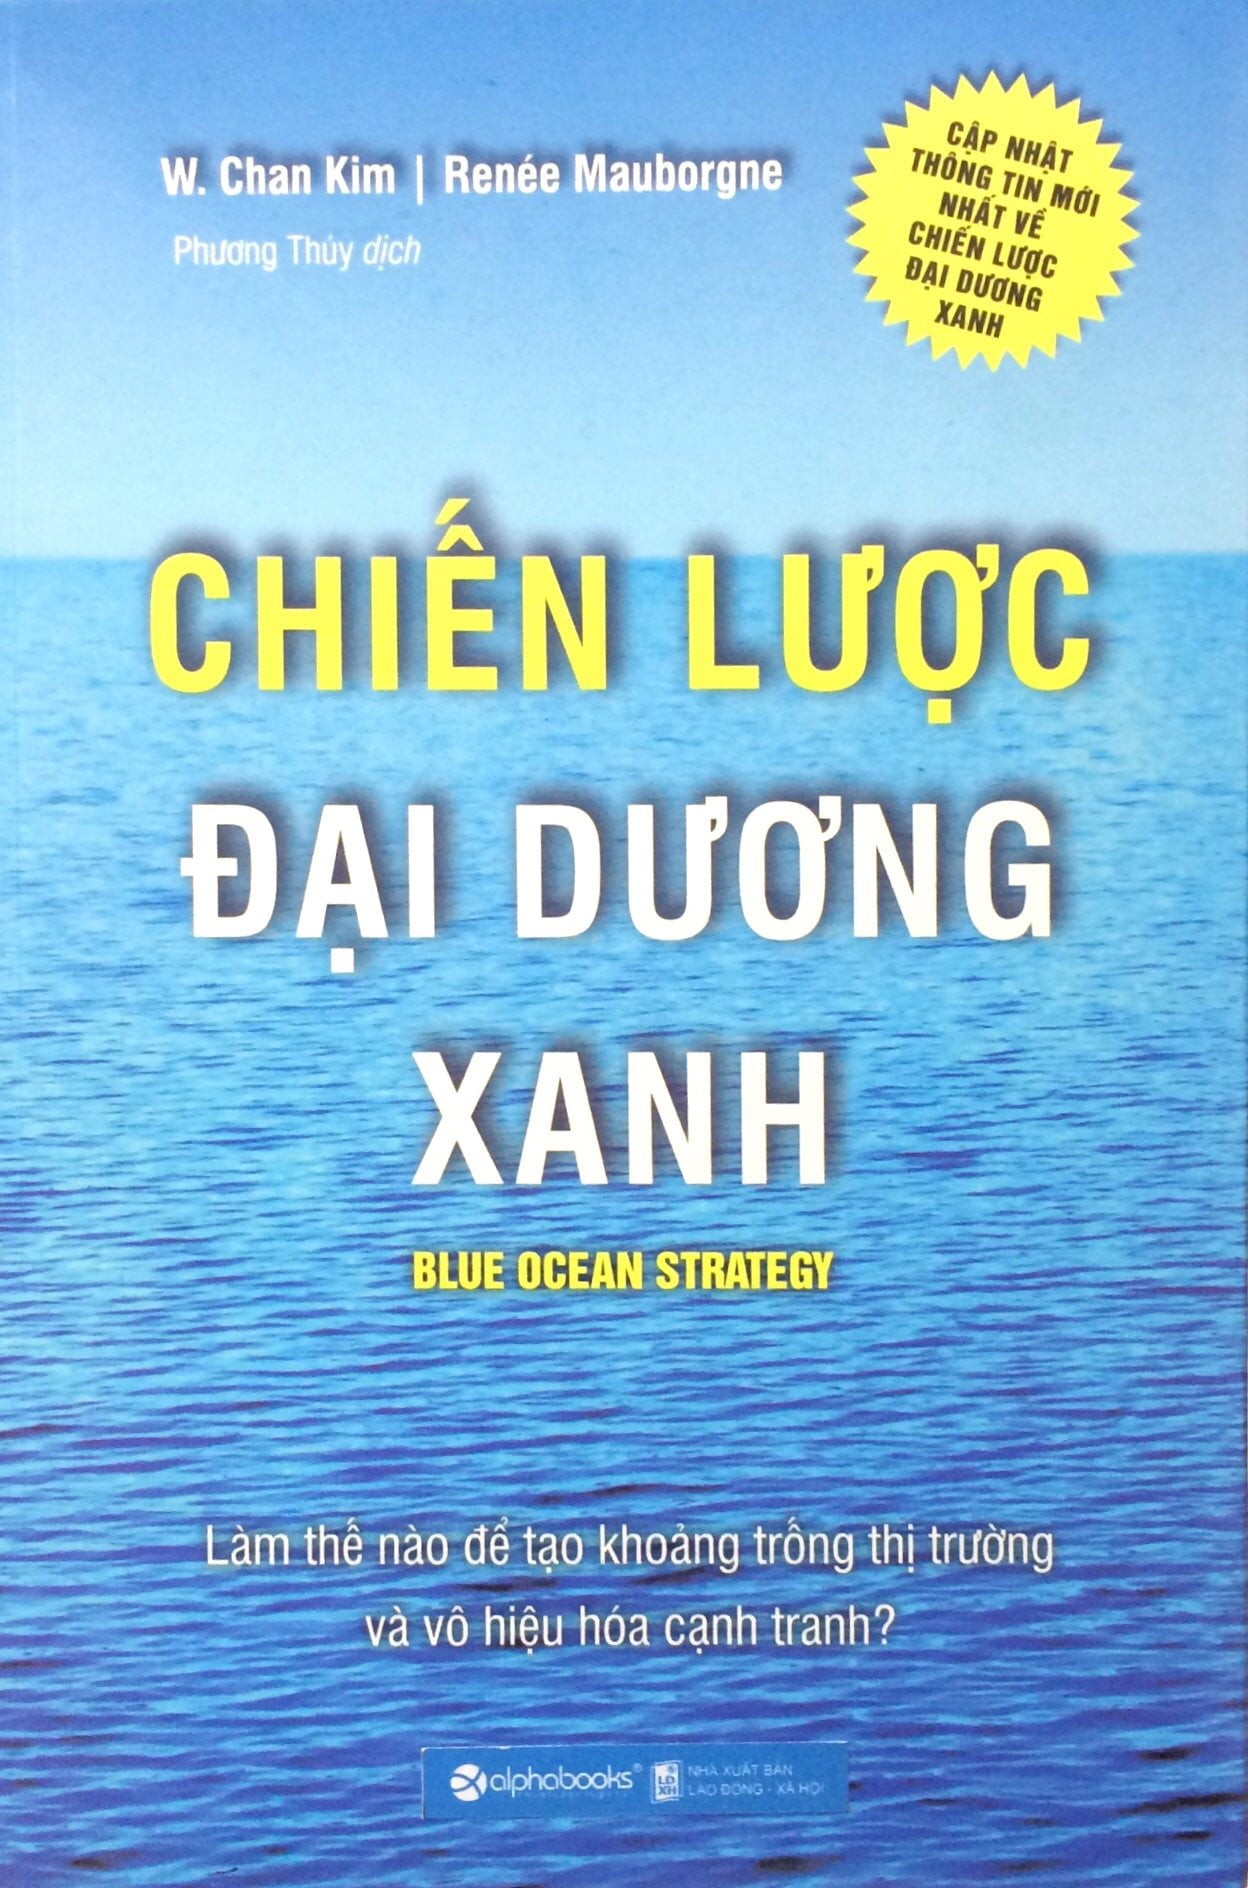 W. Chan Kim | Renée Mauborgne
Phương Thúy dịch
CẬP NHẬT
THÔNG TIN MỚI
NHẤT VỀ
CHIẾN LƯỢC
ĐẠI DƯƠNG
XANH
CHIẾN LƯỢC
ĐẠI DƯƠNG
XANH
BLUE OCEAN STRATEGY
Làm thế nào để tạo khoảng trống thị trường
và vô hiệu hóa cạnh tranh?
alphabooks®
LĐ
XH
NHÀ XUẤT BẢN
LAO ĐỘNG - XÃ HỘI